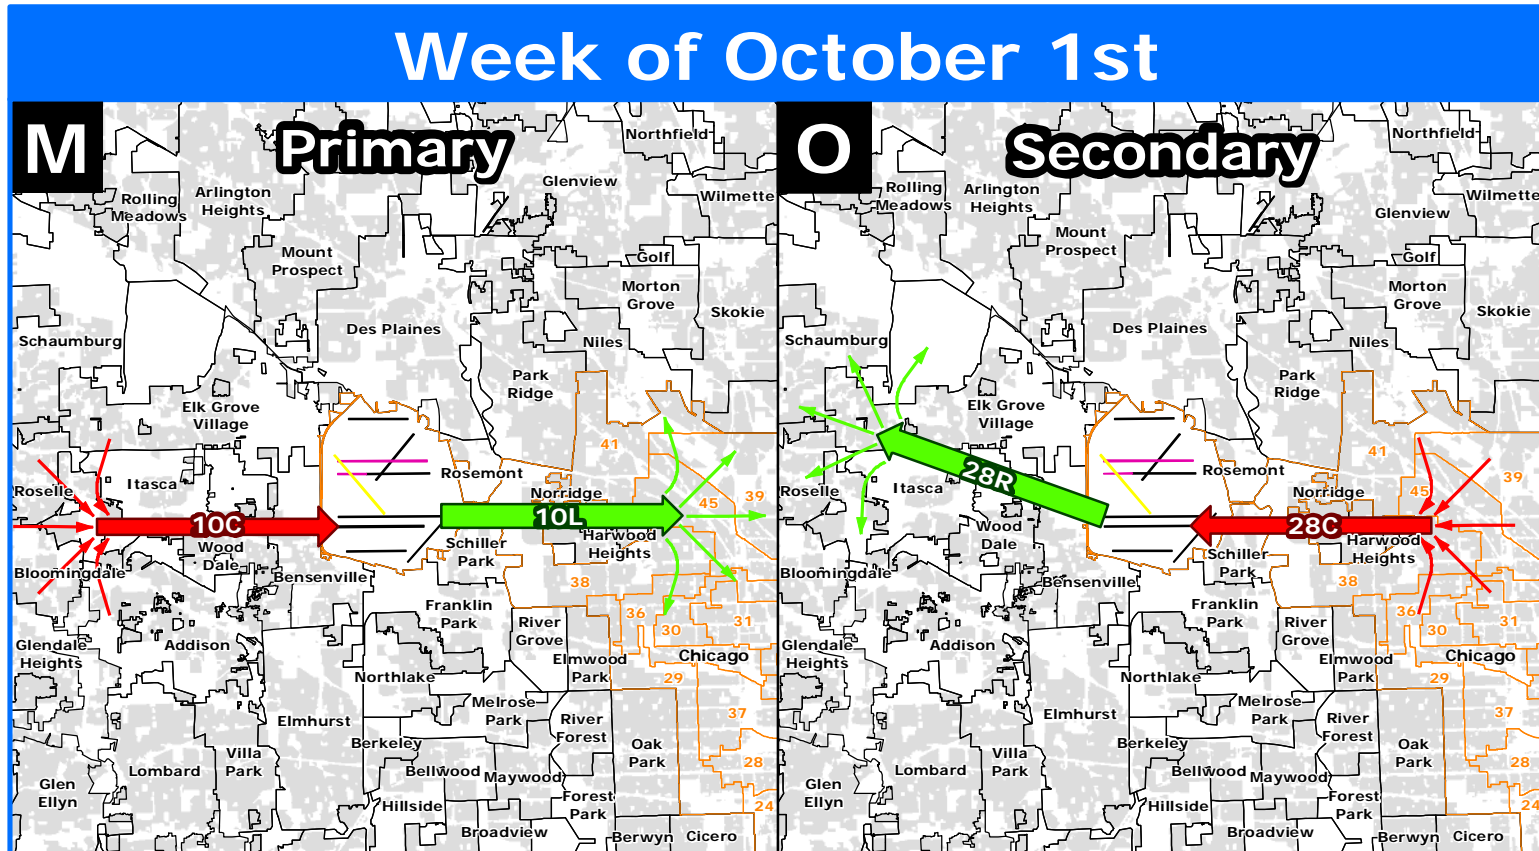 Week of October 1st
M
Primary
Northfield
Glenview
Wilmette
Arlington
Heights
Rolling
Meadows
Mount
Prospect
Golf
Morton
Grove
Skokie
Des Plaines
Schaumburg
Niles
Park
Ridge
Elk Grove
Village
41
Rosemont
Roselle
Itasca
Norridge
45
39
10C
10L
Harwood
Heights
Wood
Dale
Schiller
Park
Bloomingdale
Bensenville
38
Franklin
Park
36
River
Grove
30
31
Glendale
Heights
Addison
Chicago
Elmwood
Park
Northlake
29
Melrose
Park
Elmhurst
River
Forest
37
Berkeley
Oak
Park
Villa
Park
Lombard
Bellwood
Maywood
28
Glen
Ellyn
Hillside
Forest
Park
24
Broadview
Berwyn
Cicero
O
Secondary
Northfield
Glenview
Wilmette
Arlington
Heights
Rolling
Meadows
Mount
Prospect
Golf
Morton
Grove
Skokie
Des Plaines
Schaumburg
Niles
Park
Ridge
Elk Grove
Village
41
Rosemont
28R
Roselle
Itasca
Norridge
45
39
28C
Harwood
Heights
Wood
Dale
Schiller
Park
Bloomingdale
Bensenville
38
Franklin
Park
36
River
Grove
30
31
Glendale
Heights
Addison
Chicago
Elmwood
Park
Northlake
29
Melrose
Park
Elmhurst
River
Forest
37
Berkeley
Oak
Park
Villa
Park
Lombard
Bellwood
Maywood
28
Glen
Ellyn
Hillside
Forest
Park
24
Broadview
Berwyn
Cicero